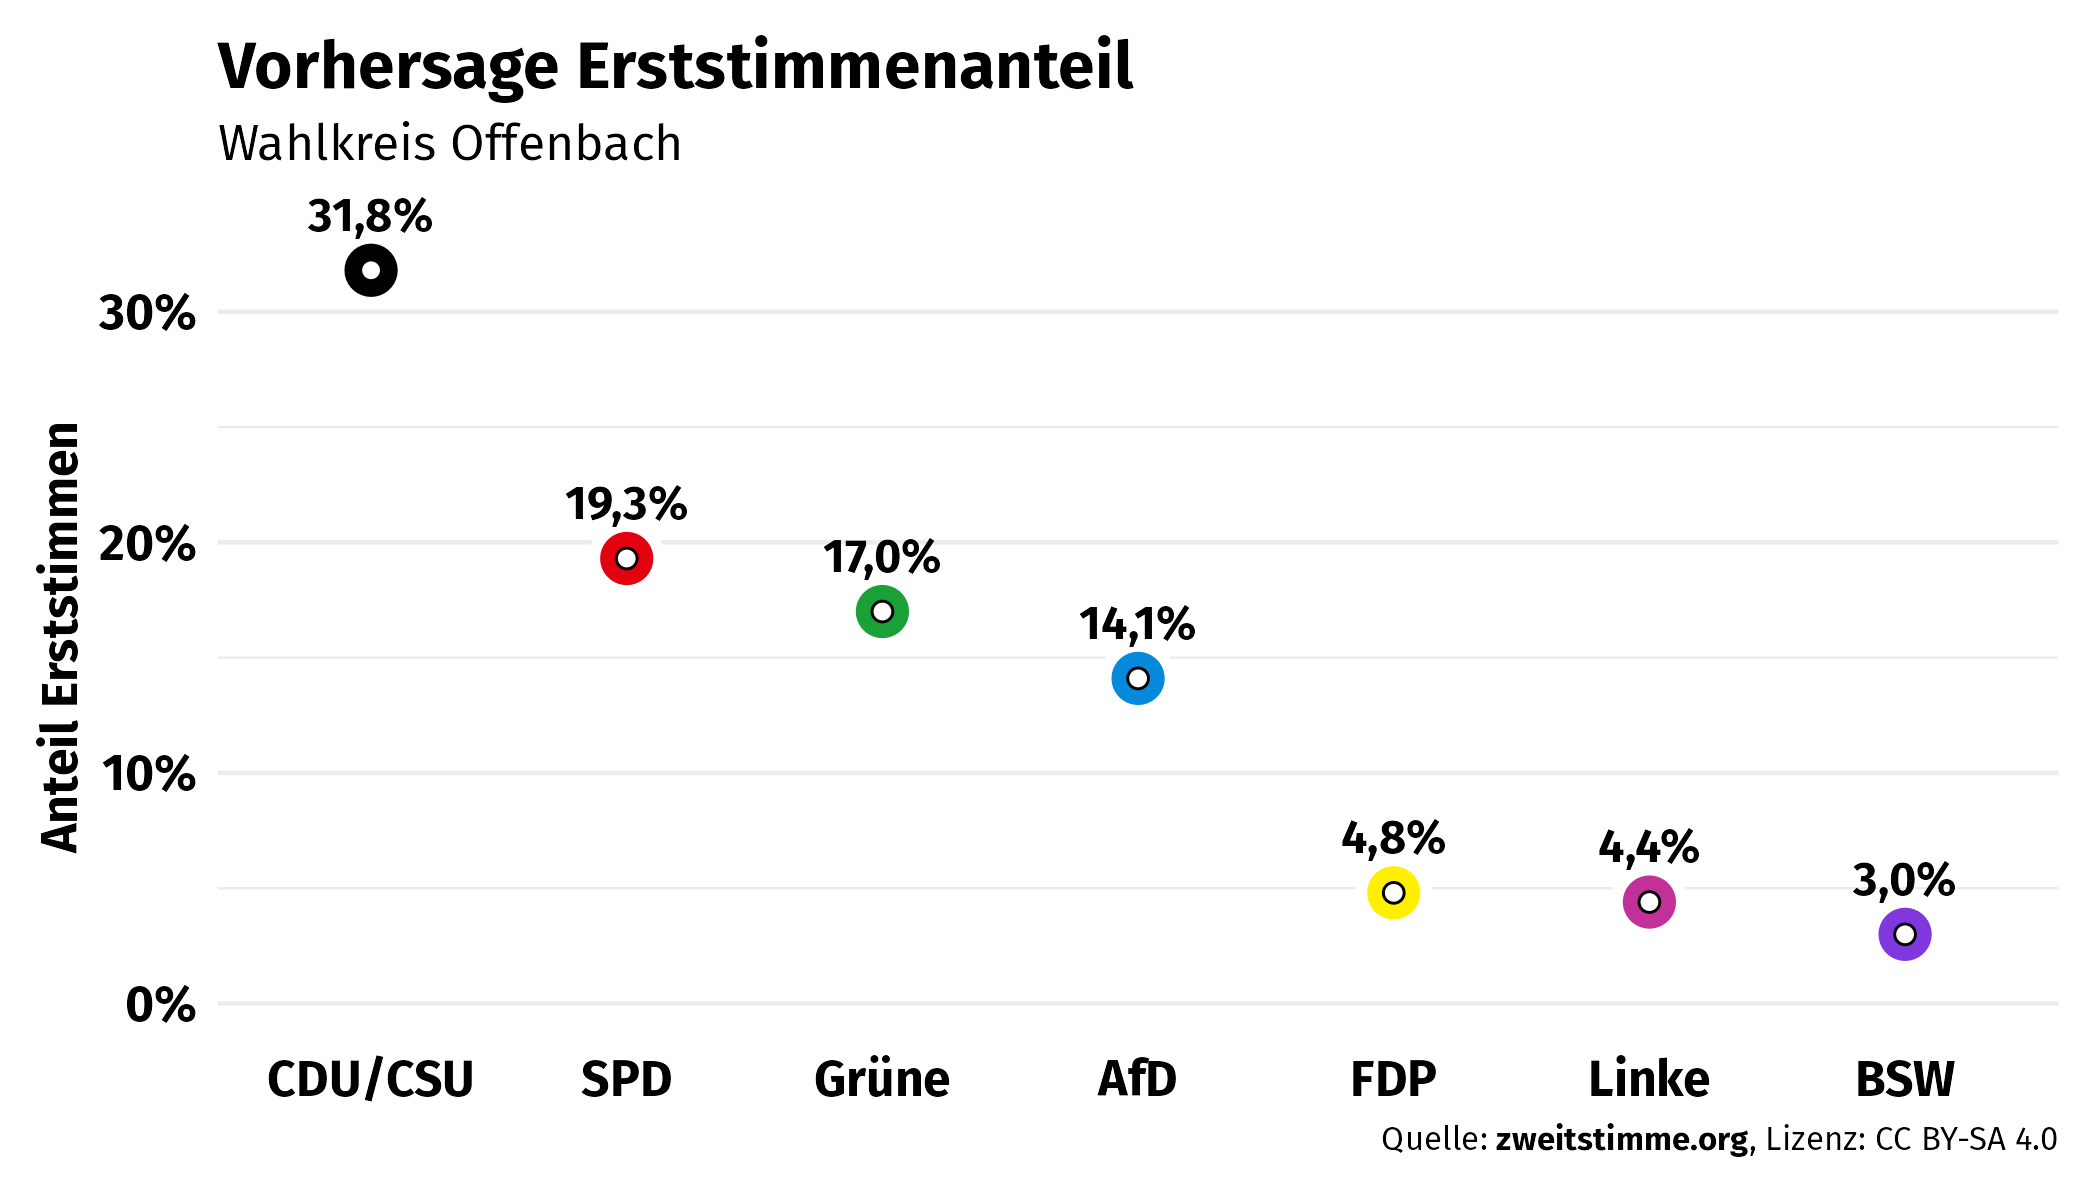 Vorhersage Erststimmenanteil
Wahlkreis Offenbach
31,8%
30%
19,3%
20%
17,0%
14,1%
10%
4,8%
4,4%
3,0%
0%
Anteil Erststimmen
CDU/CSU SPD Grüne AfD FDP Linke BSW
Quelle: zweitstimme.org, Lizenz: CC BY-SA 4.0